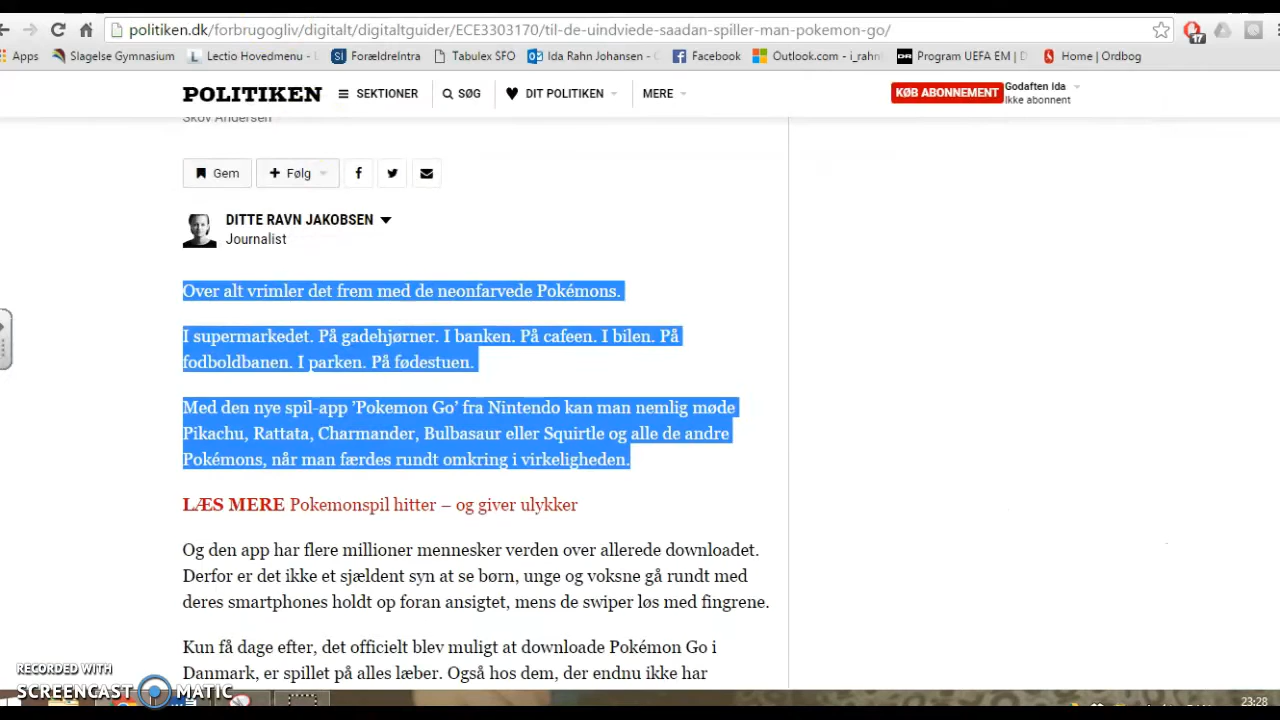 politiken.dk/forbrugogliv/digitalt/digitaltguider/ECE3303170/til-de-uindviede-saadan-spiller-man-pokemon-go/
17
Apps Slagelse Gymnasium Lectio Hovedmenu - L ForældreIntra Tabulex SFO Ida Rahn Johansen - C Facebook Outlook.com - i_rahn Program UEFA EM | D Home | Ordbog
POLITIKEN SEKTIONER SØG DIT POLITIKEN MERE KØB ABONNEMENT Godaften Ida
Ikke abonnent
Skov Andersen
Gem Følg
DITTE RAVN JAKOBSEN
Journalist
Over alt vrimler det frem med de neonfarvede Pokémons.
I supermarkedet. På gadehjørner. I banken. På cafeen. I bilen. På
fodboldbanen. I parken. På fødestuen.
Med den nye spil-app ’Pokemon Go’ fra Nintendo kan man nemlig møde
Pikachu, Rattata, Charmander, Bulbasaur eller Squirtle og alle de andre
Pokémons, når man færdes rundt omkring i virkeligheden.
LÆS MERE Pokemonspil hitter – og giver ulykker
Og den app har flere millioner mennesker verden over allerede downloadet.
Derfor er det ikke et sjældent syn at se børn, unge og voksne gå rundt med
deres smartphones holdt op foran ansigtet, mens de swiper løs med fingrene.
Kun få dage efter, det officielt blev muligt at downloade Pokémon Go i
Danmark, er spillet på alles læber. Også hos dem, der endnu ikke har
RECORDED WITH
SCREENCAST MATIC
23:28